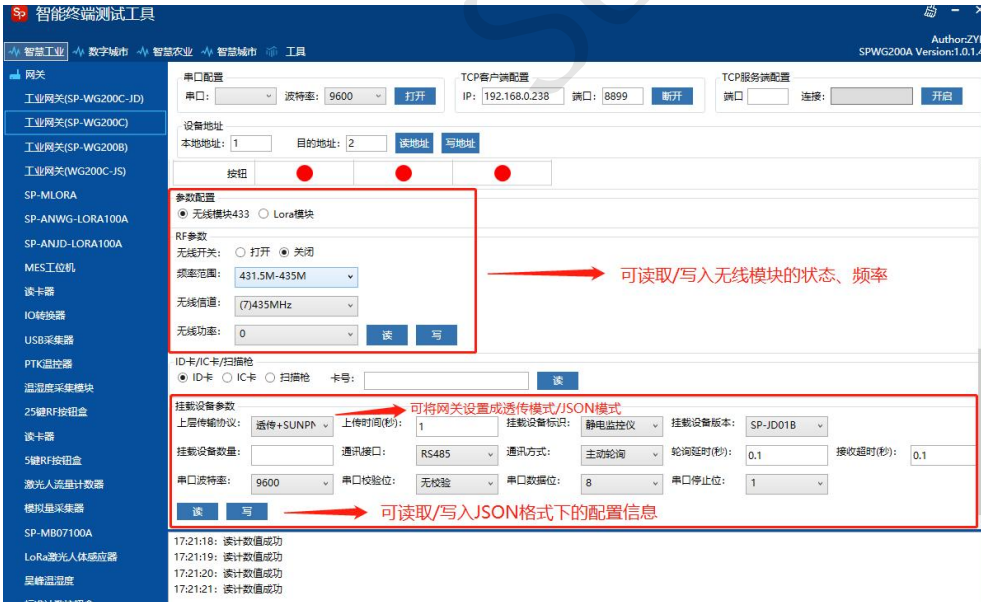 SP 智能终端测试工具
Author:ZY
智慧工业 数字城市 智慧农业 智慧城市 工具
SPWG200A Version:1.0.1.4
网关
工业网关(SP-WG200C-JD)
工业网关(SP-WG200C)
工业网关(SP-WG200B)
工业网关(WG200C-JS)
SP-MLORA
SP-ANWG-LORA100A
SP-ANJD-LORA100A
MES工位机
读卡器
IO转换器
USB采集器
PTK温控器
温湿度采集模块
25键RF按钮盒
读卡器
5键RF按钮盒
激光人流量计数器
模拟量采集器
SP-MB07100A
LoRa激光人体感应器
昊峰温湿度
串口配置
串口: 波特率: 9600 打开
TCP客户端配置
IP: 192.168.0.238 端口: 8899 断开
TCP服务端配置
端口 连接: 开启
设备地址
本地地址: 1 目的地址: 2 读地址 写地址
按钮
参数配置
无线模块433 Lora模块
RF参数
无线开关: 打开 关闭
频率范围: 431.5M-435M
可读取/写入无线模块的状态、频率
无线信道: (7)435MHz
无线功率: 0 读 写
ID卡/IC卡/扫描枪
ID卡 IC卡 扫描枪 卡号: 读
挂载设备参数
可将网关设置成透传模式/JSON模式
上层传输协议: 透传+SUNPN 上传时间(秒): 1 挂载设备标识: 静电监控仪 挂载设备版本: SP-JD01B
挂载设备数量: 通讯接口: RS485 通讯方式: 主动轮询 轮询延时(秒): 0.1 接收超时(秒): 0.1
串口波特率: 9600 串口校验位: 无校验 串口数据位: 8 串口停止位: 1
读 写
可读取/写入JSON格式下的配置信息
17:21:18: 读计数值成功
17:21:19: 读计数值成功
17:21:20: 读计数值成功
17:21:21: 读计数值成功